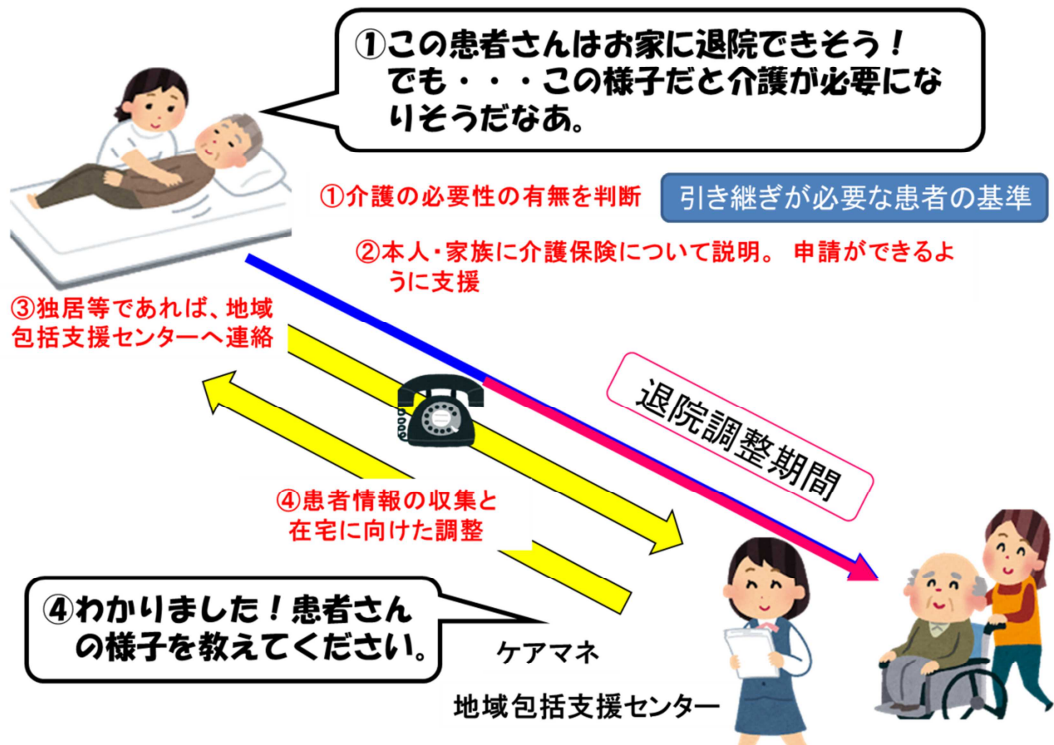 ①この患者さんはお家に退院できそう！
でも・・・この様子だと介護が必要にな
りそうだなあ。
①介護の必要性の有無を判断
引き継ぎが必要な患者の基準
②本人・家族に介護保険について説明。 申請ができるよ
うに支援
③独居等であれば、地域
包括支援センターへ連絡
退院調整期間
④患者情報の収集と
在宅に向けた調整
④わかりました！患者さん
の様子を教えてください。
ケアマネ
地域包括支援センター